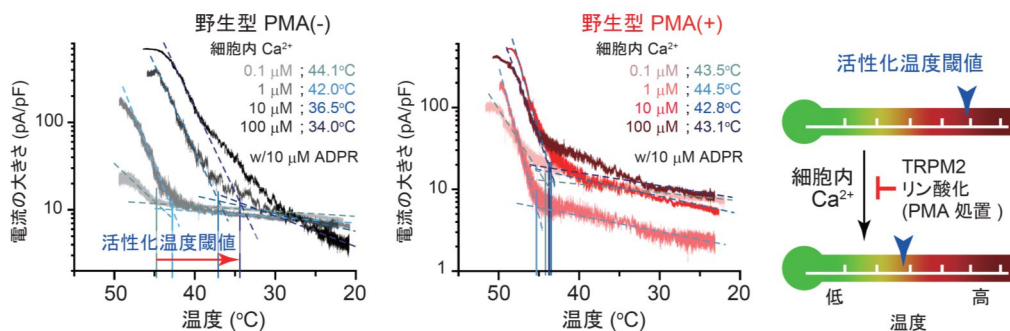 野生型 PMA(-)
細胞内 Ca²⁺
0.1 μM ; 44.1℃
1 μM ; 42.0℃
10 μM ; 36.5℃
100 μM ; 34.0℃
w/10 μM ADPR
活性化温度閾値
電流の大きさ (pA/pF)
100
10
50
40
30
20
温度 (℃)
野生型 PMA(+)
細胞内 Ca²⁺
0.1 μM ; 43.5℃
1 μM ; 44.5℃
10 μM ; 42.8℃
100 μM ; 43.1℃
w/10 μM ADPR
電流の大きさ (pA/pF)
100
10
1
50
40
30
20
温度 (℃)
活性化温度閾値
細胞内
Ca²⁺
TRPM2
リン酸化
(PMA 処置 )
低
高
温度